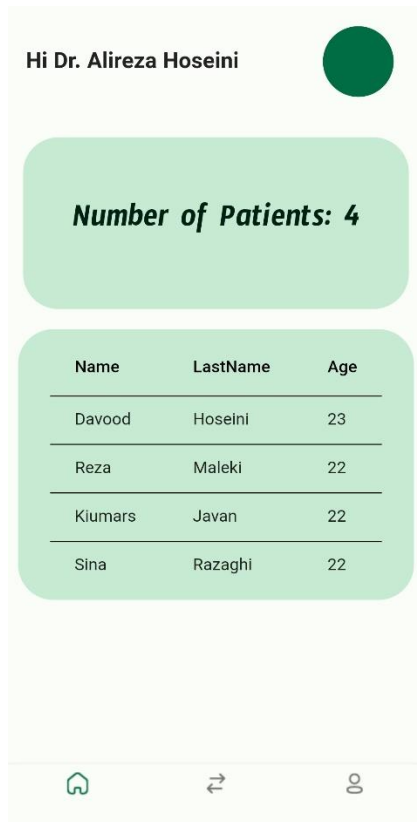 Hi Dr. Alireza Hoseini
Number of Patients: 4
Name LastName Age
Davood Hoseini 23
Reza Maleki 22
Kiumars Javan 22
Sina Razaghi 22